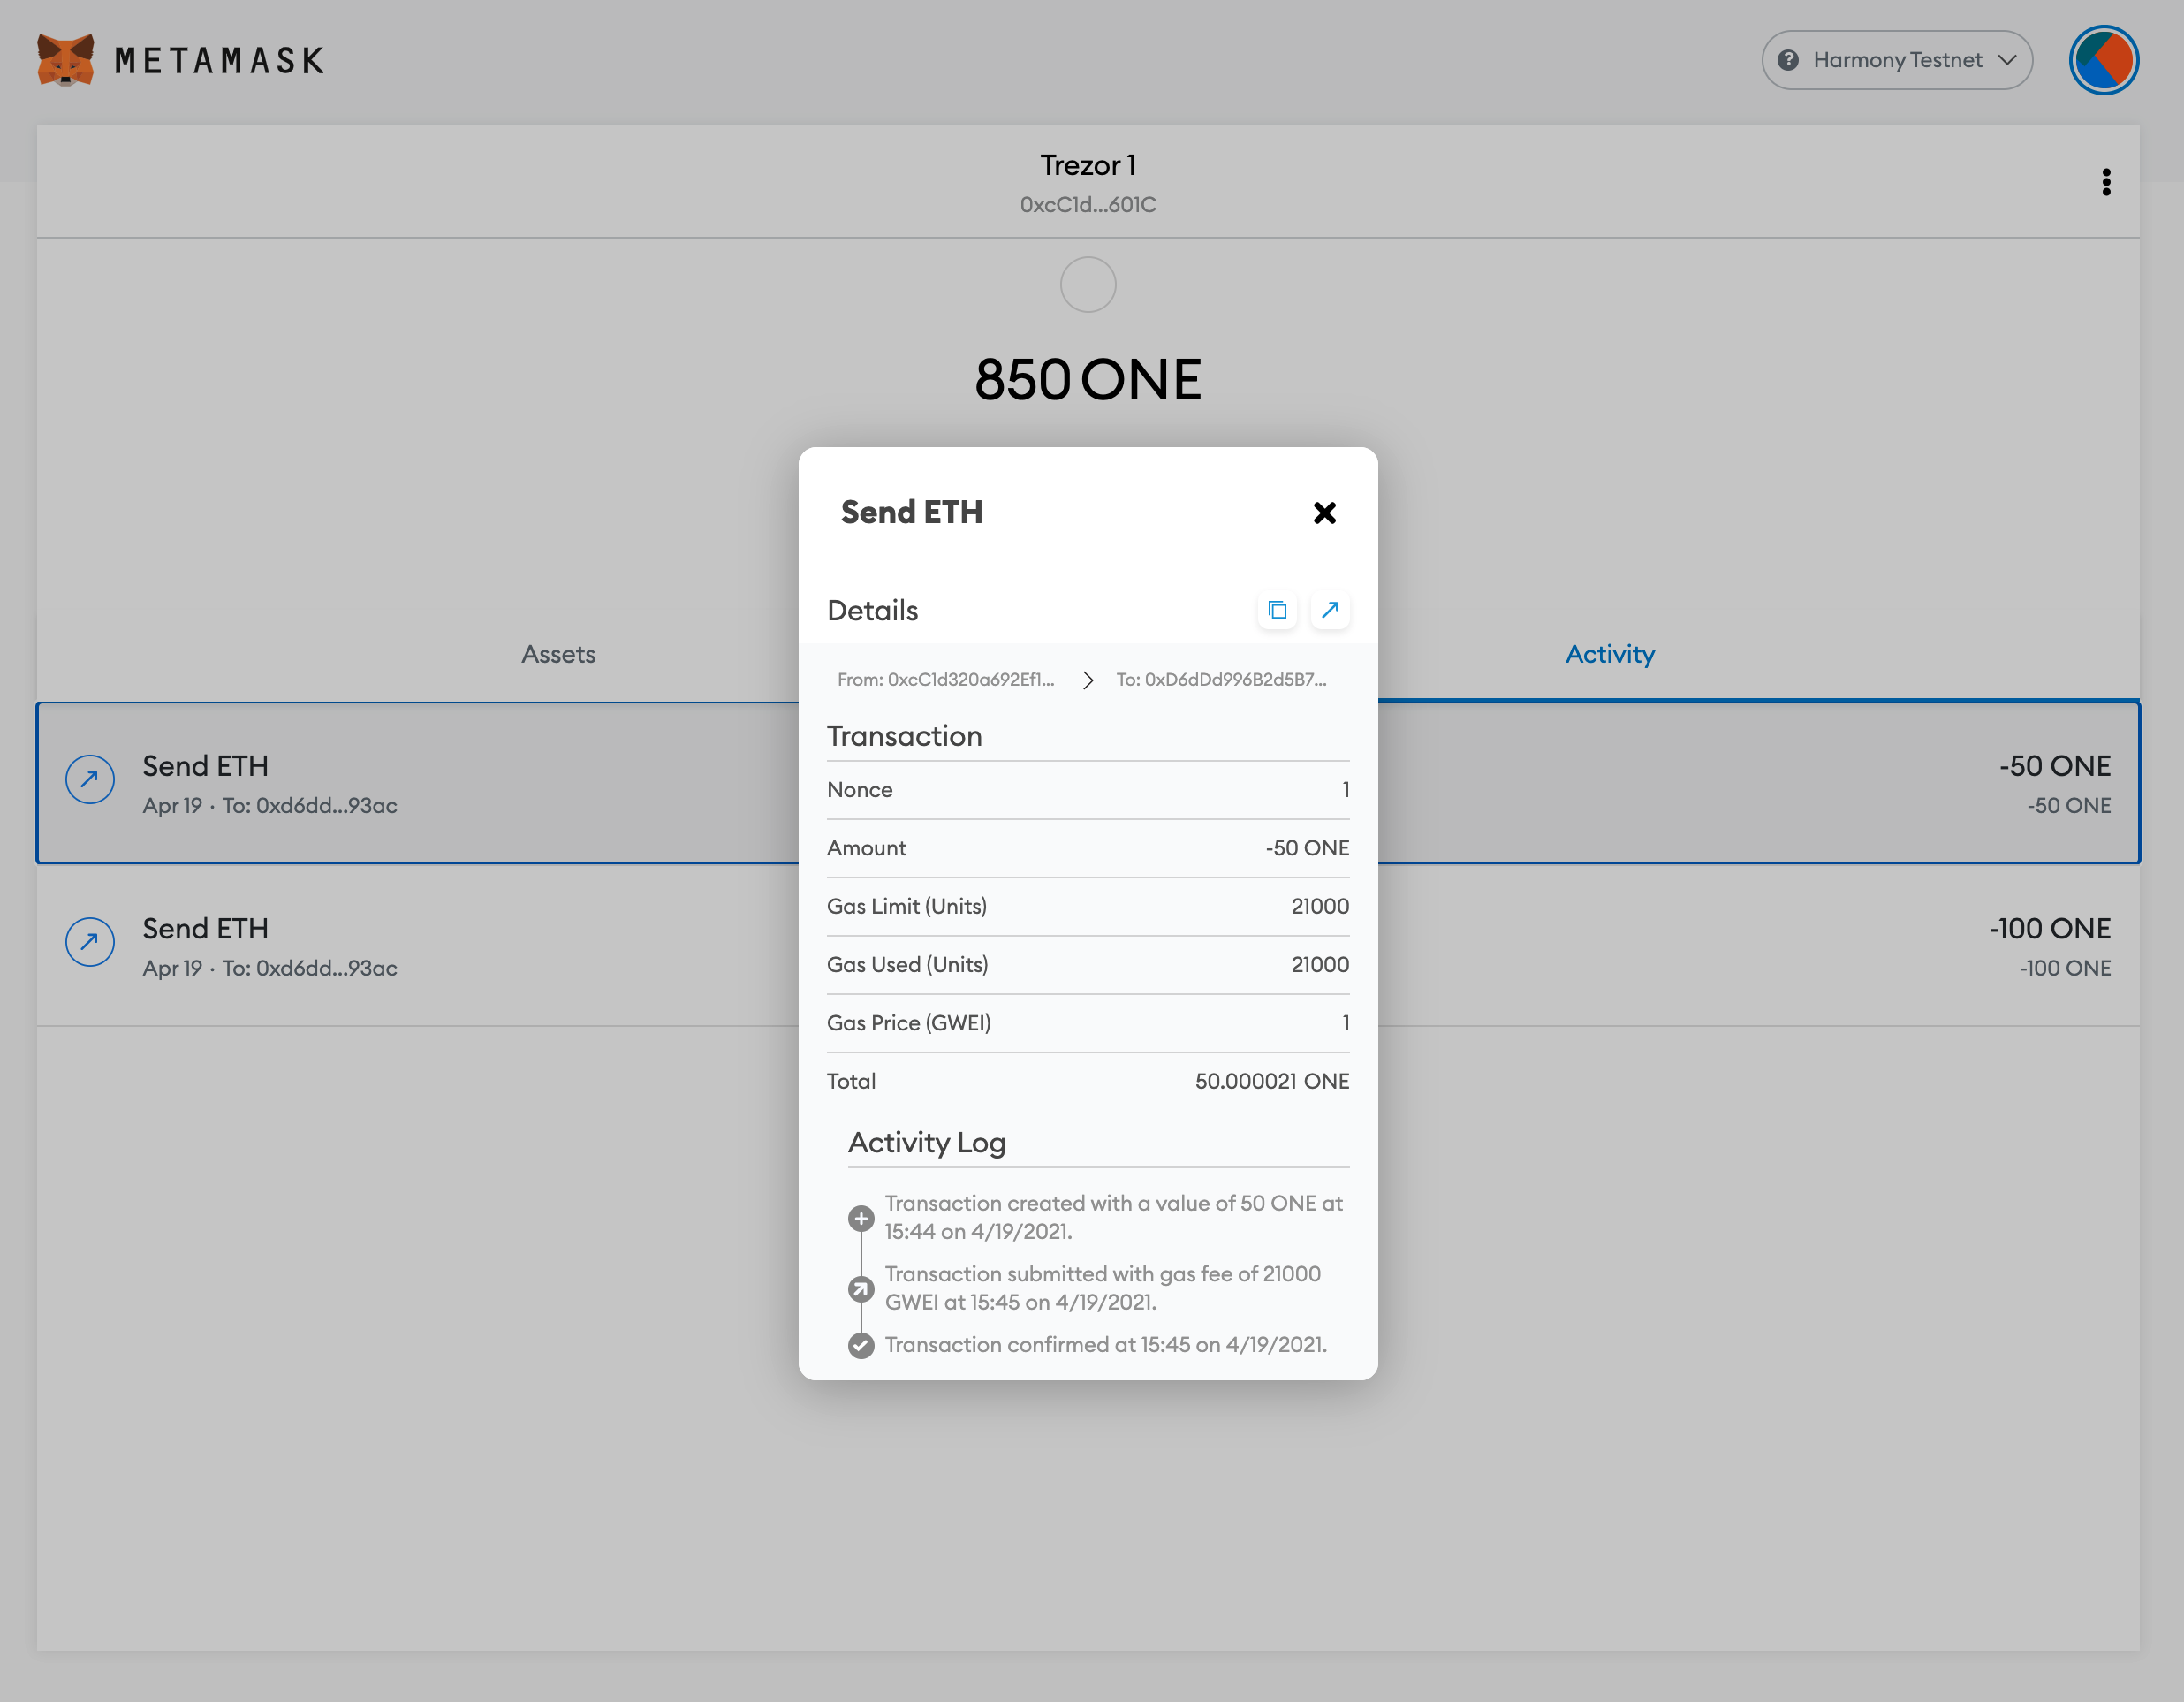 METAMASK
Harmony Testnet
Trezor 1
0xcC1d...601C
850 ONE
Assets
Activity
Send ETH
Apr 19 · To: 0xd6dd...93ac
-50 ONE
-50 ONE
Send ETH
Apr 19 · To: 0xd6dd...93ac
-100 ONE
-100 ONE
Send ETH
Details
From: 0xcC1d320a692Ef1...
To: 0xD6dDd996B2d5B7...
Transaction
Nonce 1
Amount -50 ONE
Gas Limit (Units) 21000
Gas Used (Units) 21000
Gas Price (GWEI) 1
Total 50.000021 ONE
Activity Log
Transaction created with a value of 50 ONE at
15:44 on 4/19/2021.
Transaction submitted with gas fee of 21000
GWEI at 15:45 on 4/19/2021.
Transaction confirmed at 15:45 on 4/19/2021.